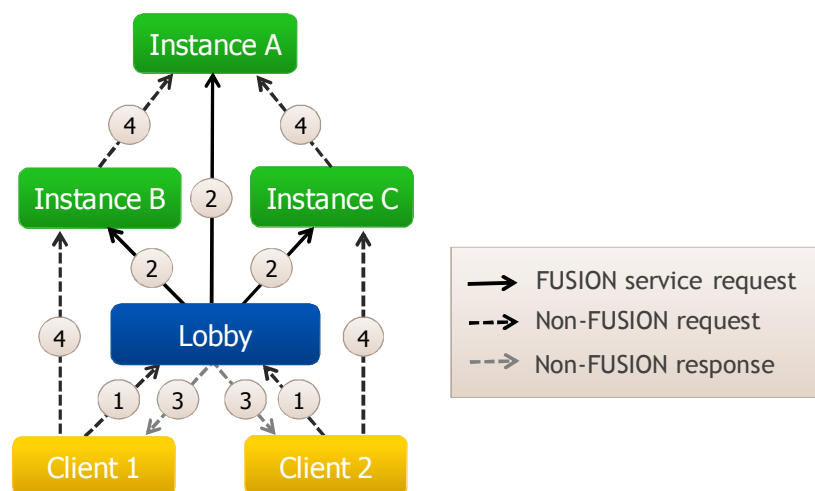 Instance A
4
4
Instance B
2
Instance C
2
2
FUSION service request
Lobby
Non-FUSION request
4
4
Non-FUSION response
1
3
3
1
Client 1
Client 2